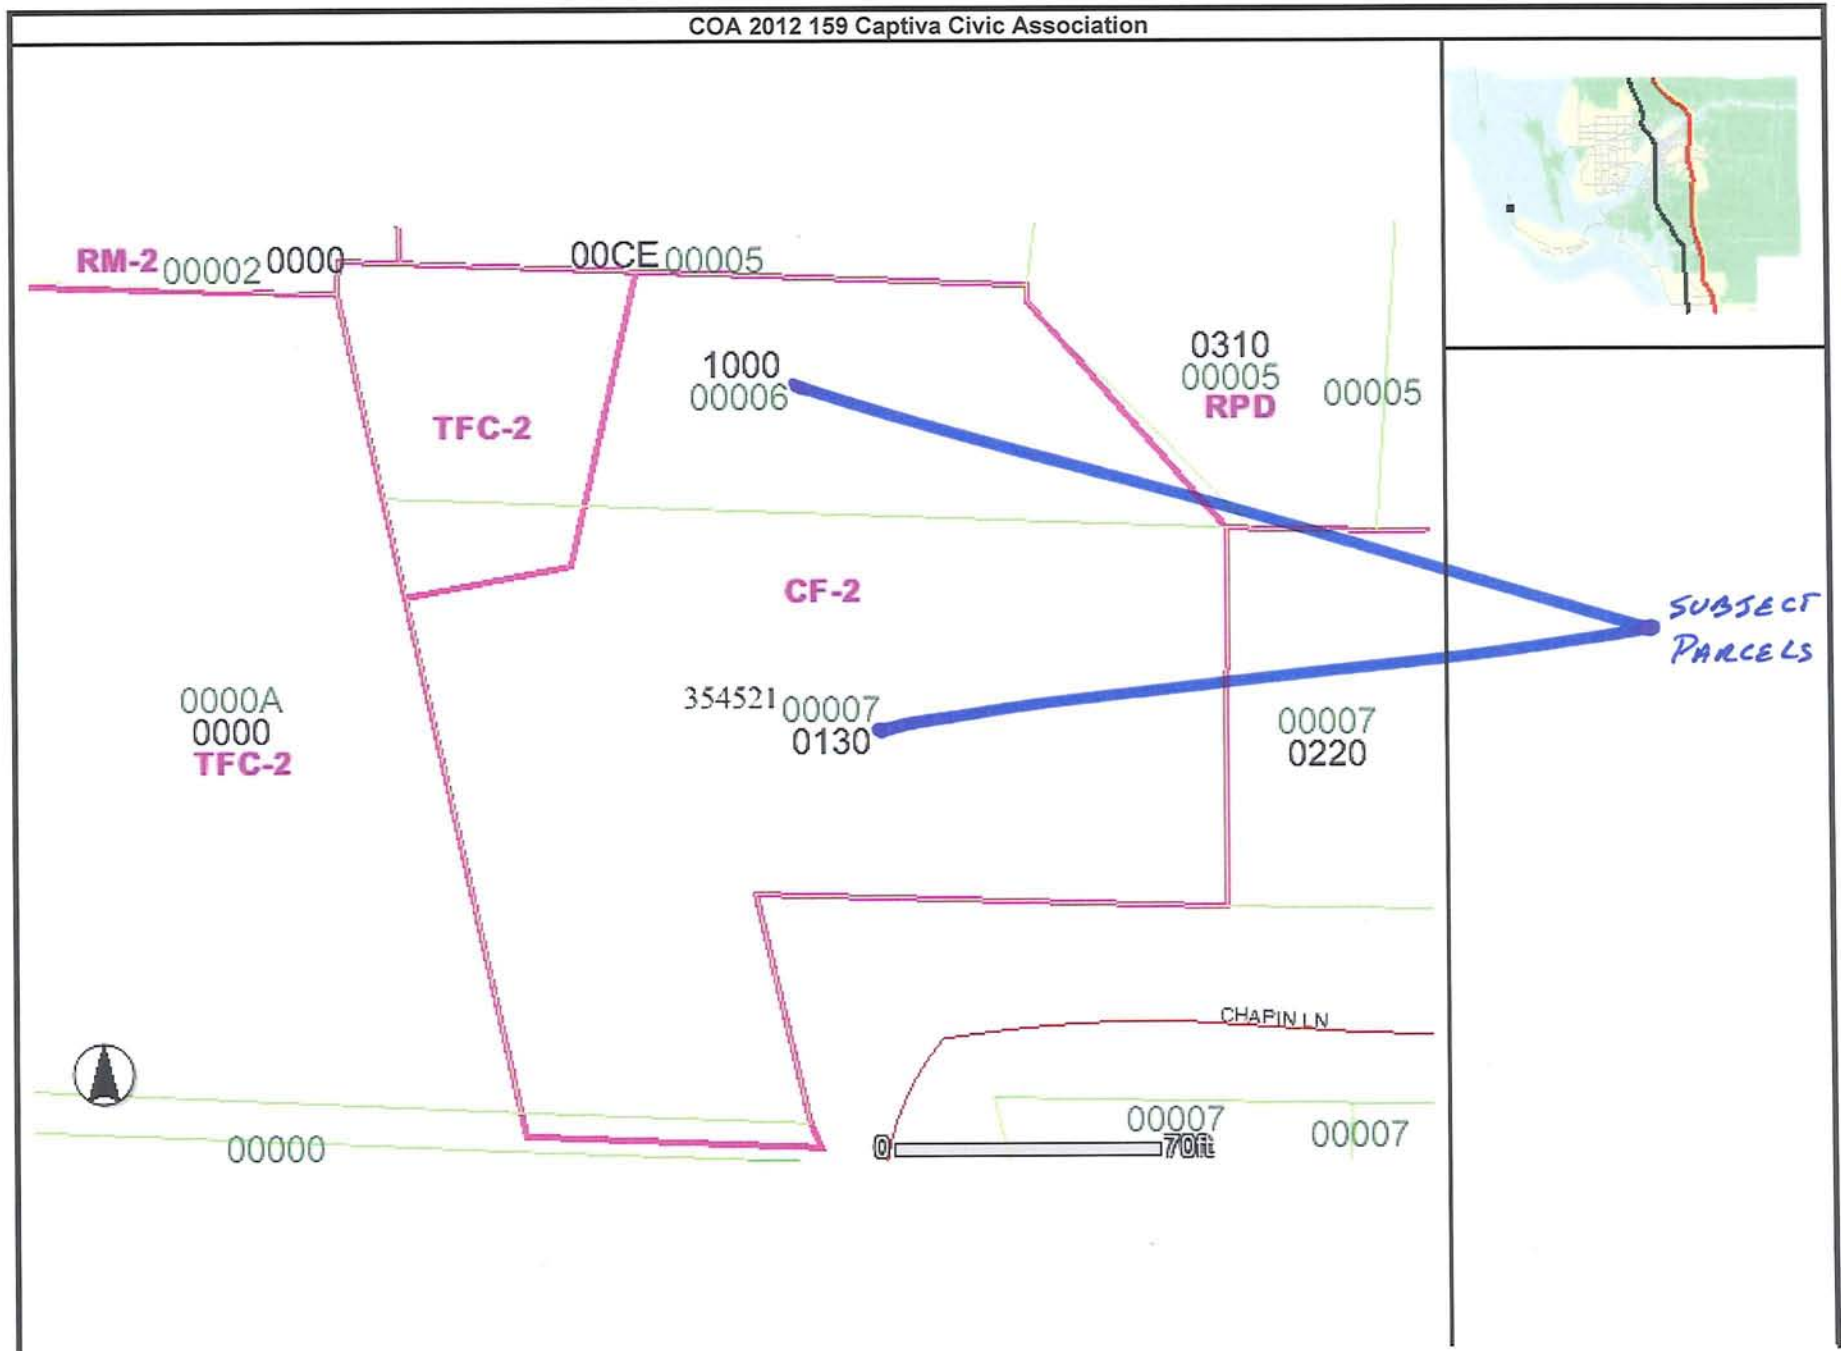 COA 2012 159 Captiva Civic Association
RM-2 00002 0000
00CE 00005
1000
00006
0310
00005
RPD
00005
TFC-2
CF-2
SUBJECT
PARCELS
0000A
0000
TFC-2
354521 00007
0130
00007
0220
CHAPIN LN
00000
0 70ft
00007
00007